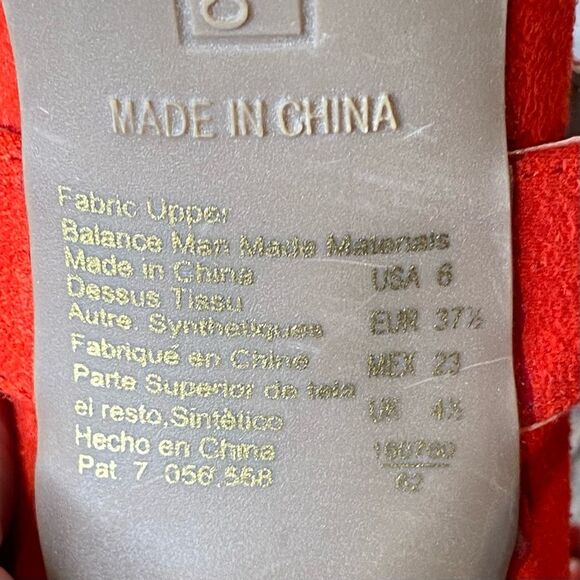 MADE IN CHINA
Fabric Upper
Balance Man Made Materials
Made in China
Dessus Tissu
Autre. Synthetiques
Fabriqué en Chine
Parte Superior de tela
el resto.Sintètico
Hecho en China
Pat. 7 056,558
USA 6
EUR 37½
MEX 23
UK 4½
62